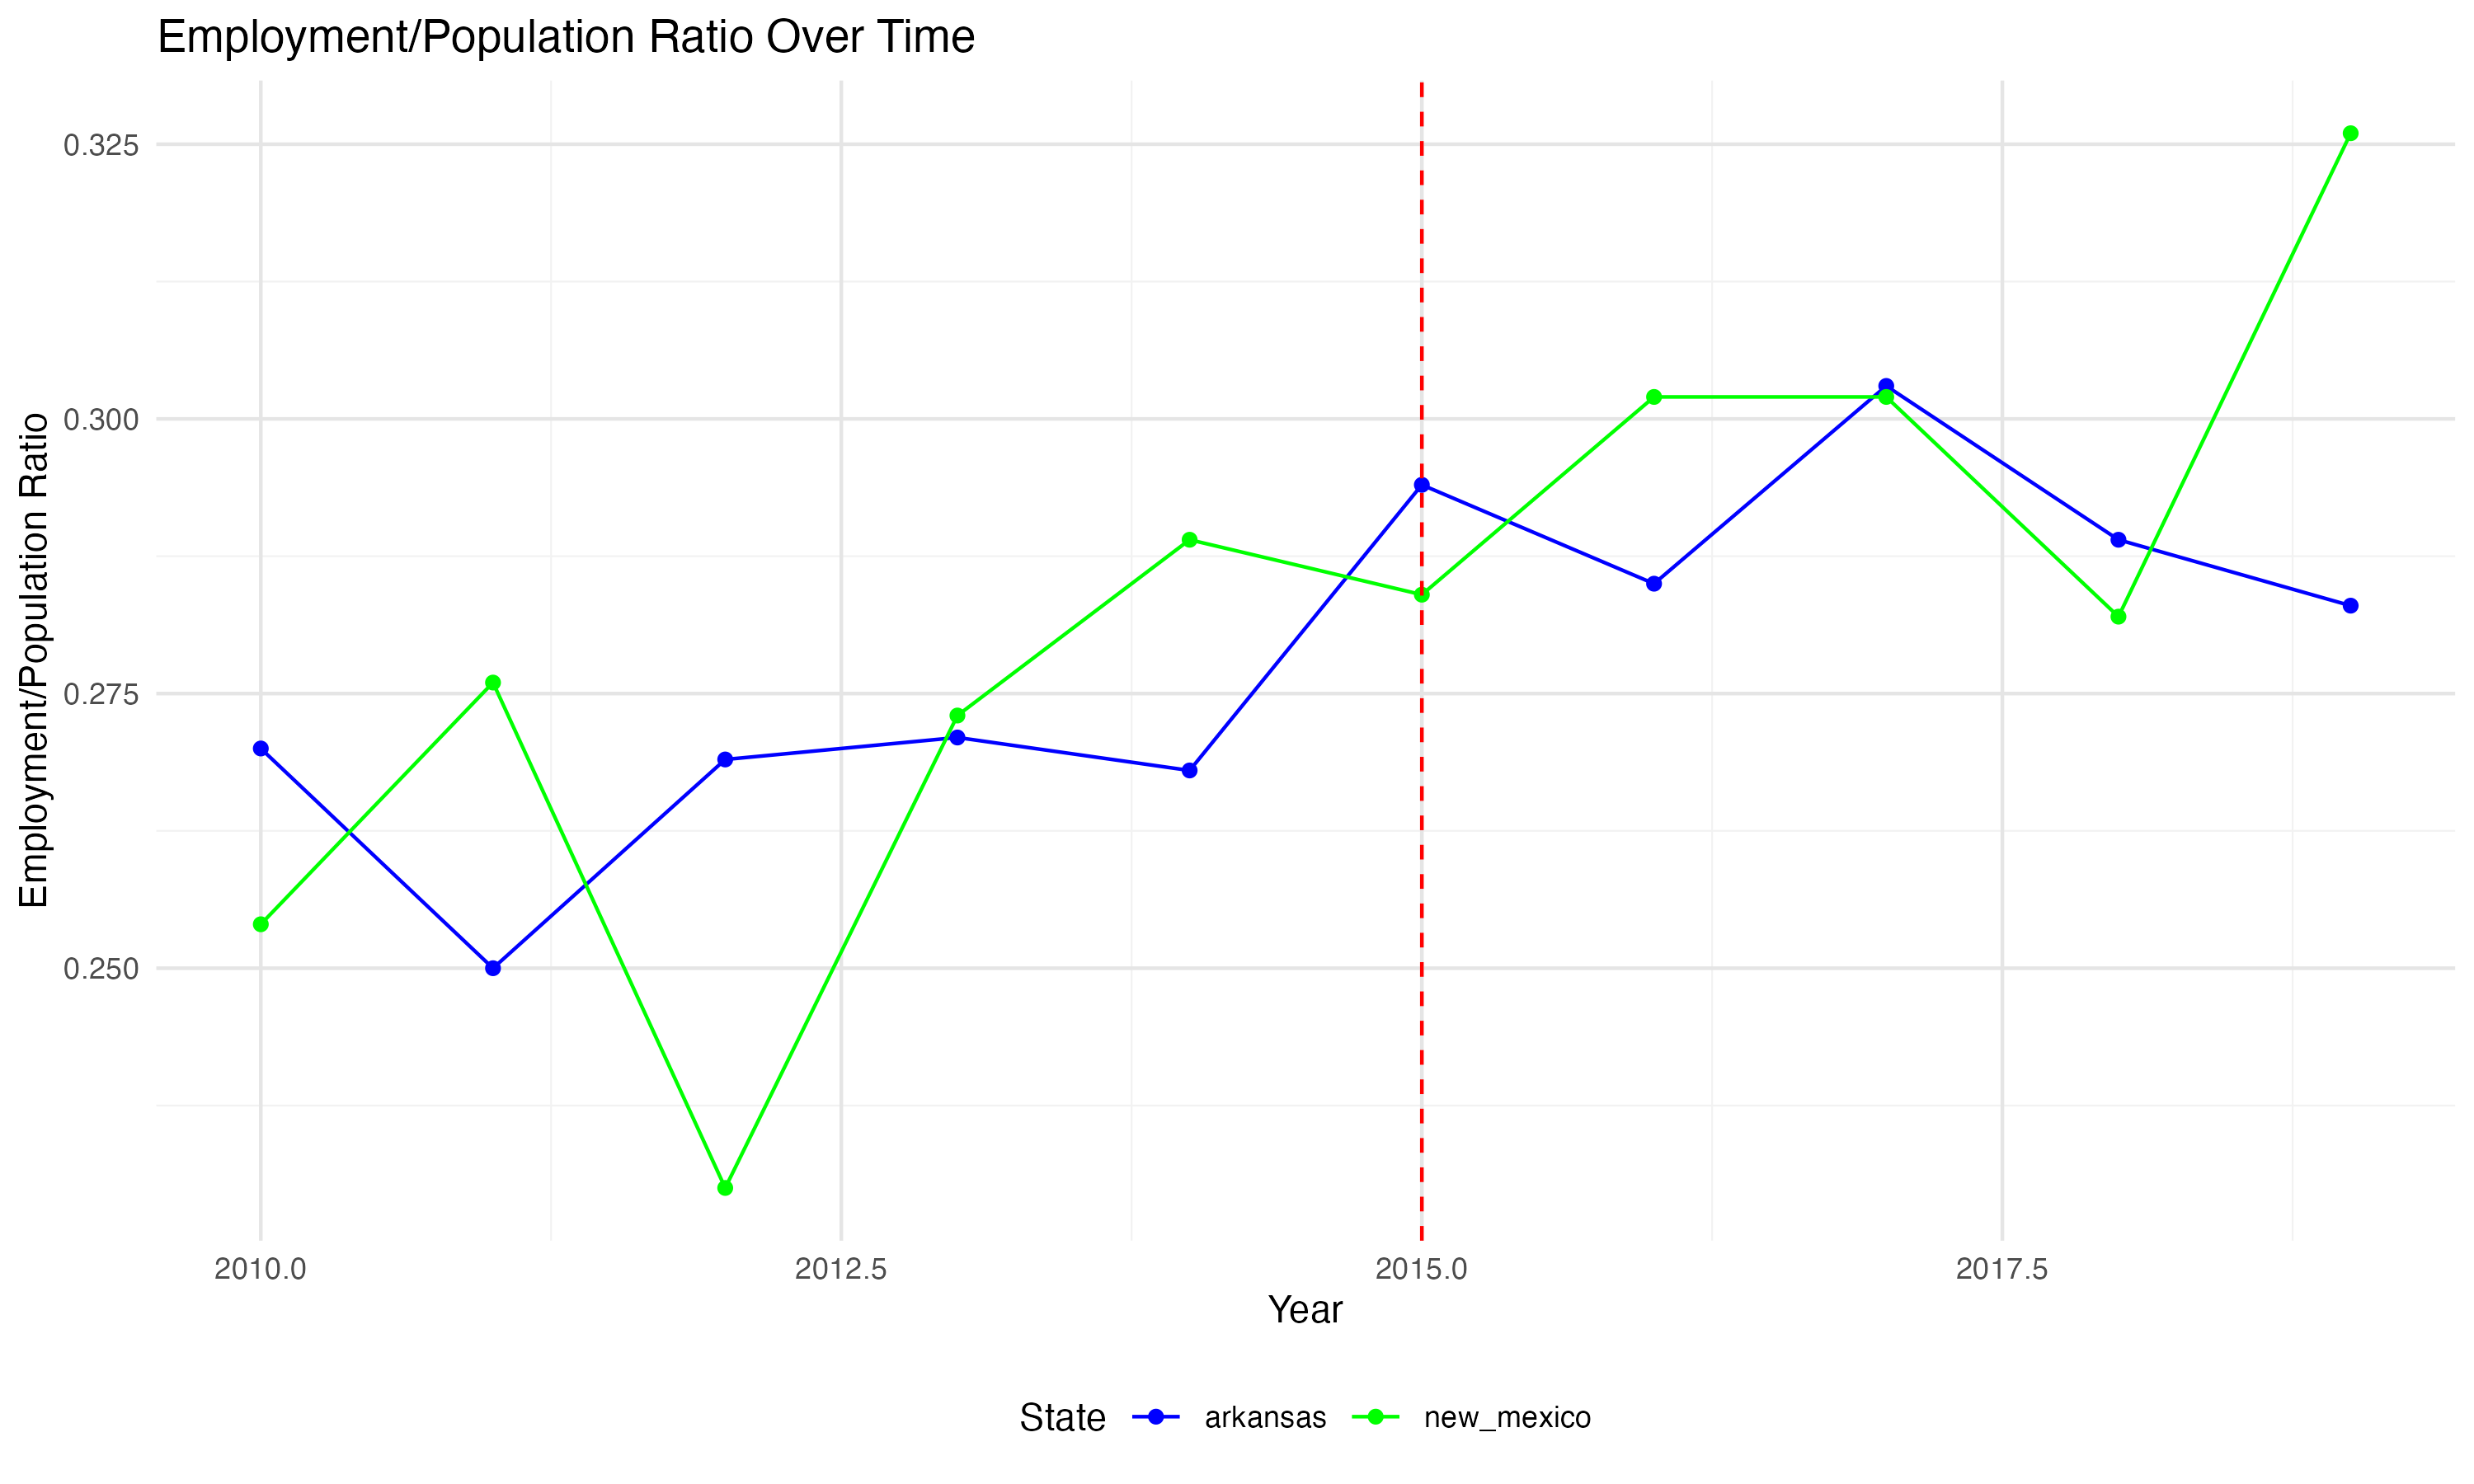 Employment/Population Ratio Over Time
Employment/Population Ratio
0.325
0.300
0.275
0.250
2010.0 2012.5 2015.0 2017.5
Year
State arkansas new_mexico